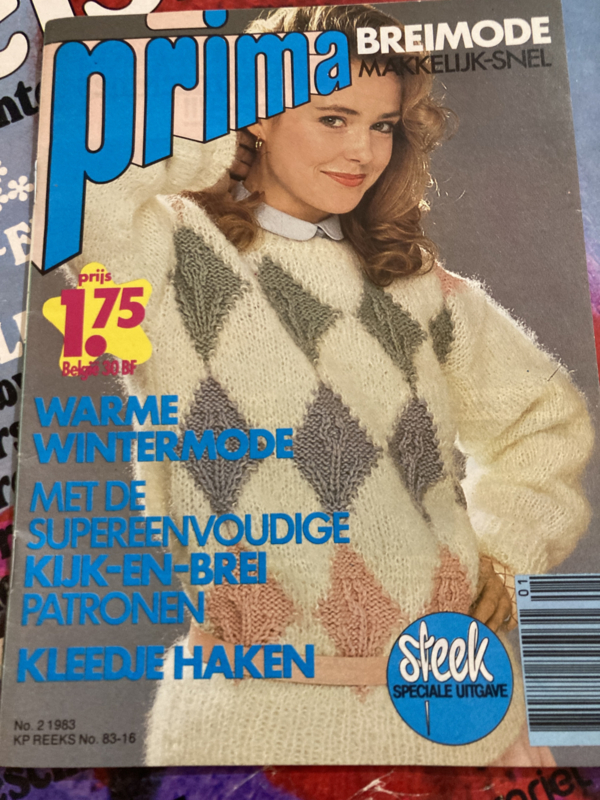 prima
BREIMODE
MAKKELIJK-SNEL
prijs
1.75
België 30 BF
WARME
WINTERMODE
MET DE
SUPEREENVOUDIGE
KIJK-EN-BREI
PATRONEN
KLEEDJE HAKEN
steek
SPECIALE UITGAVE
01
No. 2 1983
KP REEKS No. 83-16